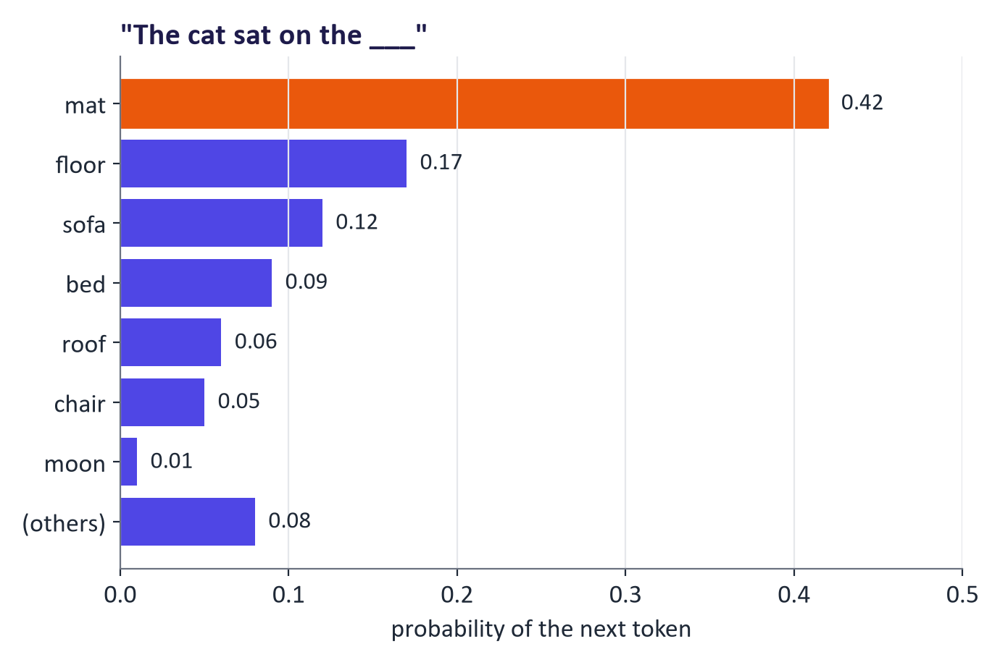 "The cat sat on the ___"
mat 0.42
floor 0.17
sofa 0.12
bed 0.09
roof 0.06
chair 0.05
moon 0.01
(others) 0.08
0.0 0.1 0.2 0.3 0.4 0.5
probability of the next token